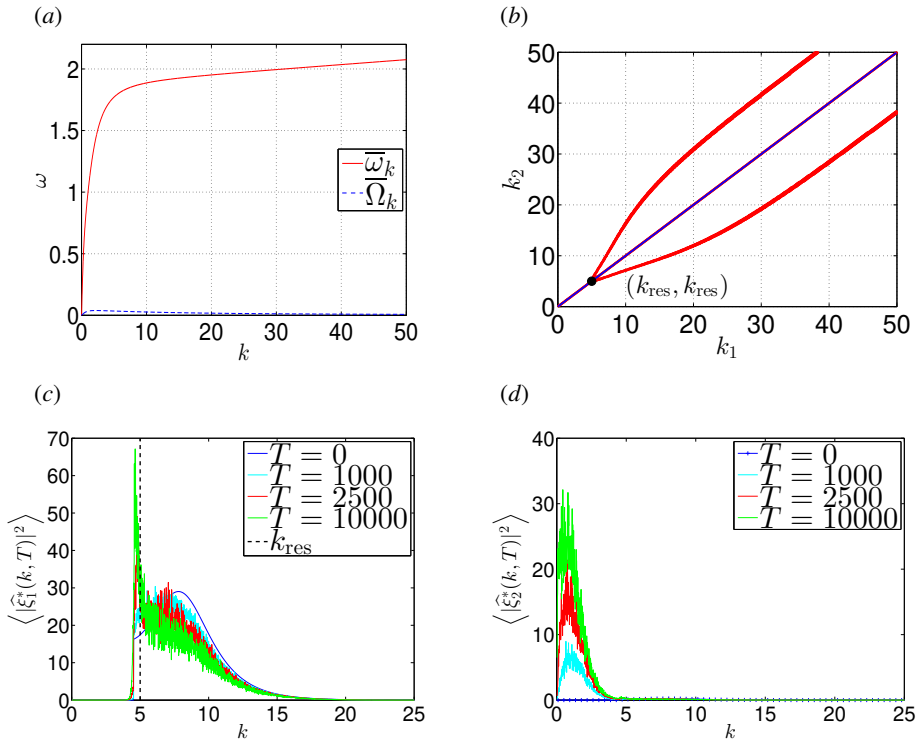 (a)
2
1.5
1
0.5
0
ω
0 10 20 30 40 50
k
ω̅_k
Ω̅_k
(b)
50
40
30
20
10
0
k_2
0 10 20 30 40 50
k_1
(k_res, k_res)
(c)
70
60
50
40
30
20
10
0
⟨|ξ̂_1^*(k, T)|^2⟩
0 5 10 15 20 25
k
T = 0
T = 1000
T = 2500
T = 10000
k_res
(d)
40
30
20
10
0
⟨|ξ̂_2^*(k, T)|^2⟩
0 5 10 15 20 25
k
T = 0
T = 1000
T = 2500
T = 10000